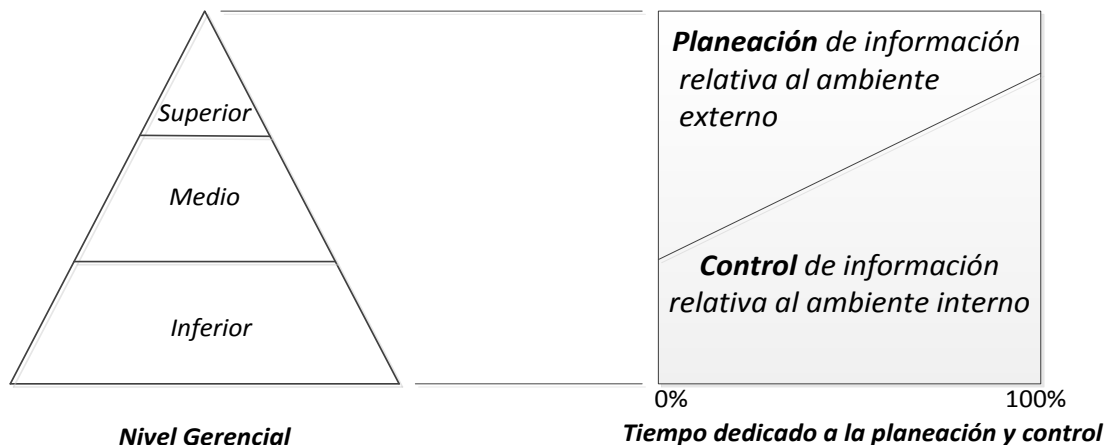 Superior
Medio
Inferior
Nivel Gerencial
Planeación de información
relativa al ambiente
externo
Control de información
relativa al ambiente interno
0%
100%
Tiempo dedicado a la planeación y control